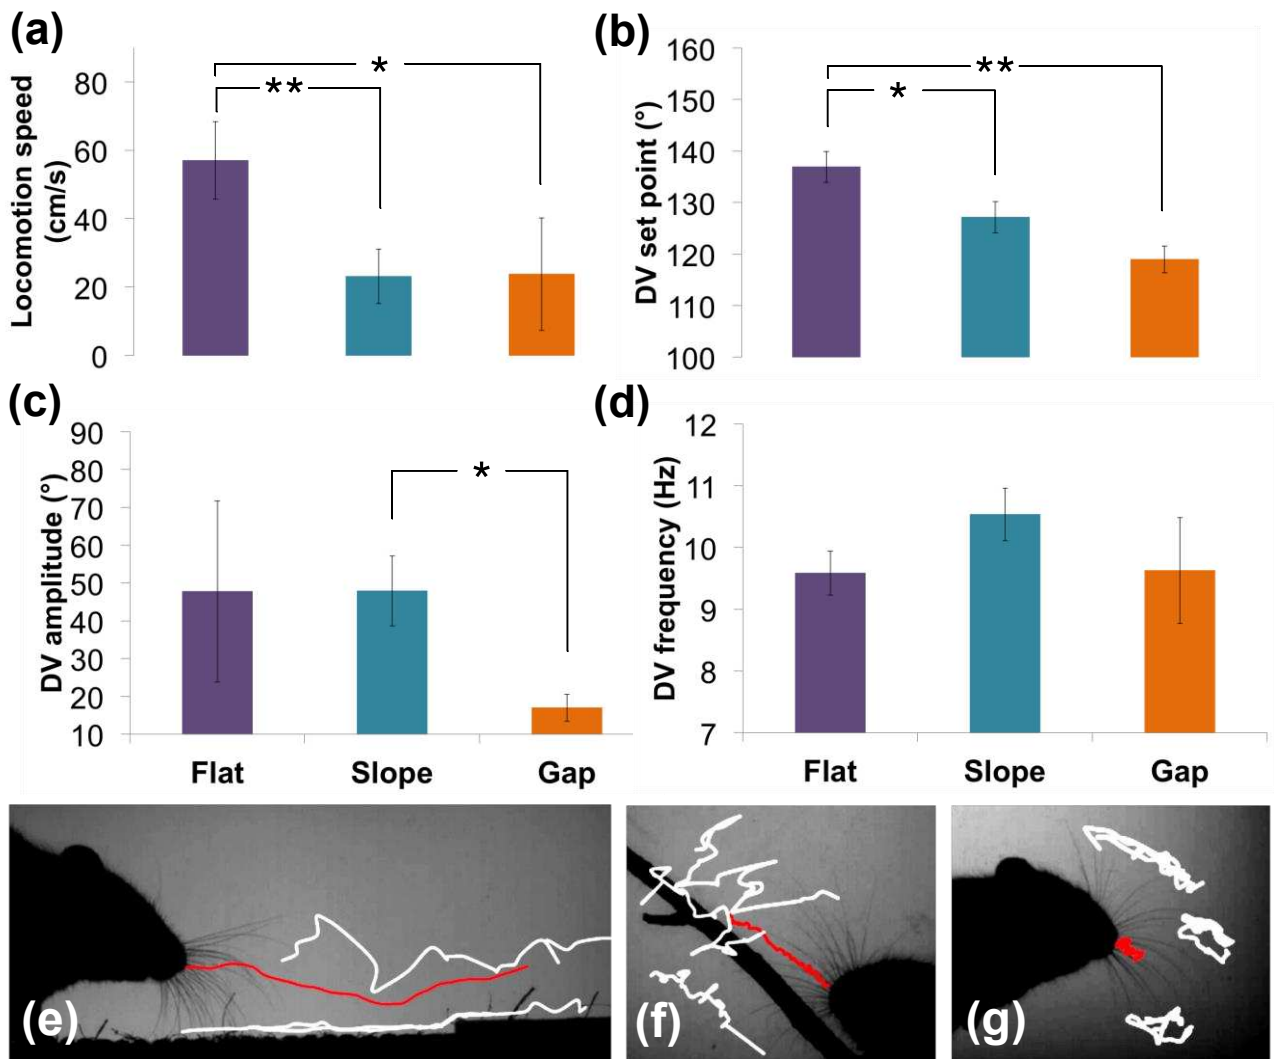 (a)
Locomotion speed
(cm/s)
80
60
40
20
0
*
**
(b)
DV set point (°)
160
150
140
130
120
110
100
**
*
(c)
DV amplitude (°)
90
80
70
60
50
40
30
20
10
*
Flat Slope Gap
(d)
DV frequency (Hz)
12
11
10
9
8
7
Flat Slope Gap
(e)
(f)
(g)